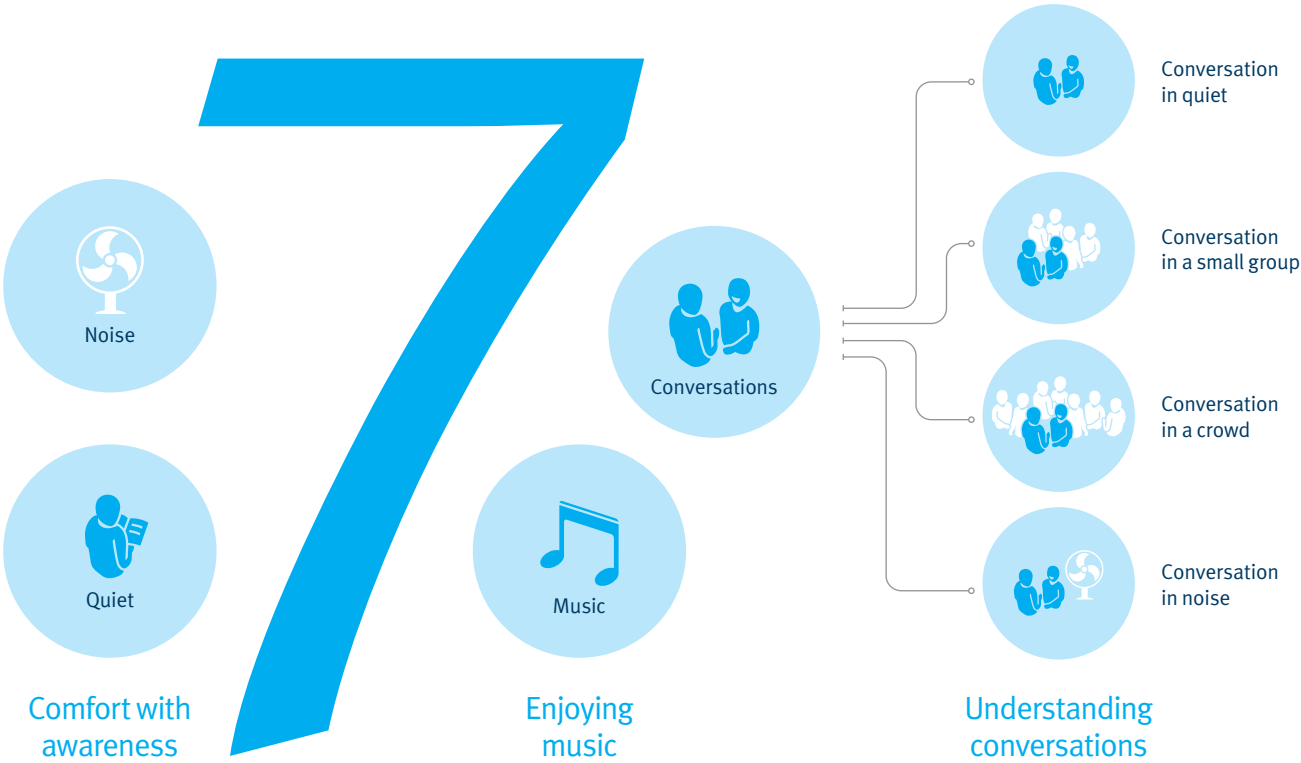 7
Noise
Quiet
Comfort with
awareness
Music
Enjoying
music
Conversations
Conversation
in quiet
Conversation
in a small group
Conversation
in a crowd
Conversation
in noise
Understanding
conversations